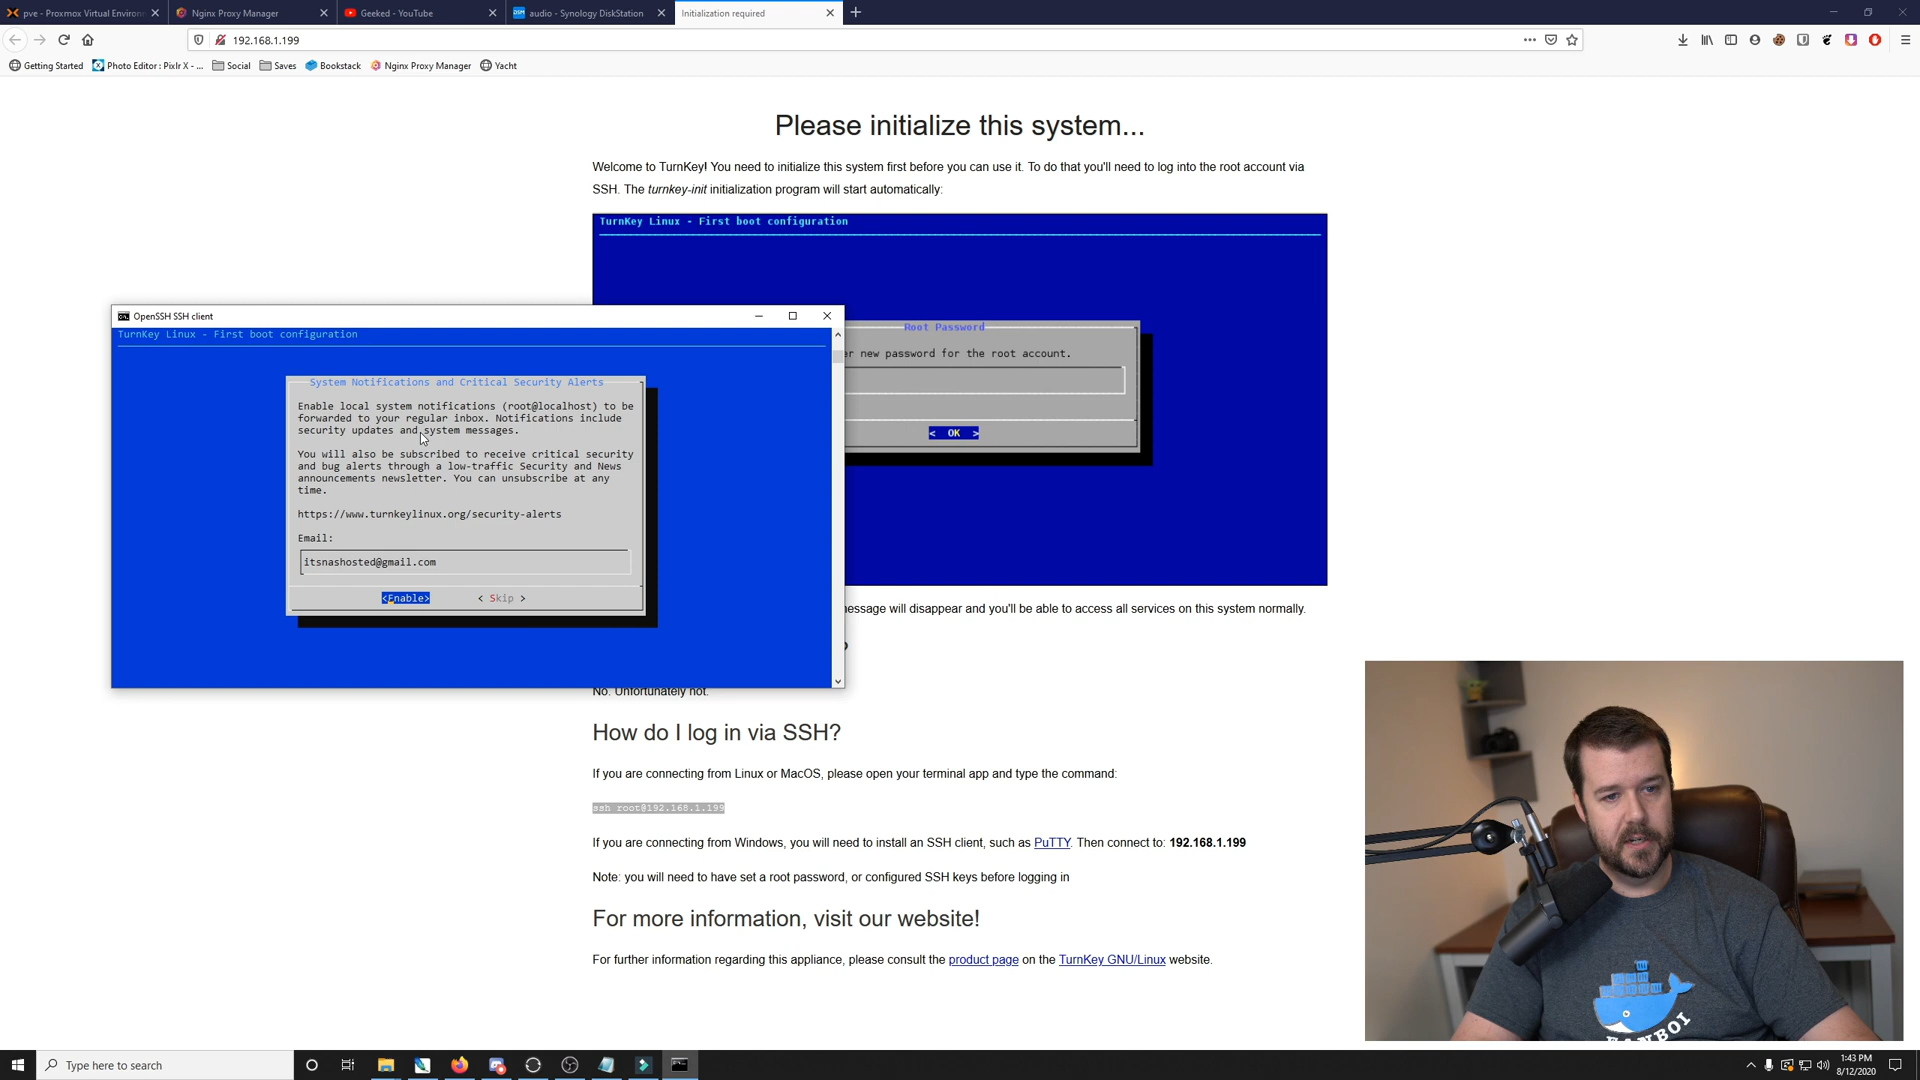 pve - Proxmox Virtual Environ
Nginx Proxy Manager
Geeked - YouTube
audio - Synology DiskStation
Initialization required
192.168.1.199
Getting Started
Photo Editor : Pixlr X - ...
Social
Saves
Bookstack
Nginx Proxy Manager
Yacht
Please initialize this system...
Welcome to TurnKey! You need to initialize this system first before you can use it. To do that you'll need to log into the root account via
SSH. The turnkey-init initialization program will start automatically:
TurnKey Linux - First boot configuration
Root Password
er new password for the root account.
< OK >
OpenSSH SSH client
TurnKey Linux - First boot configuration
System Notifications and Critical Security Alerts
Enable local system notifications (root@localhost) to be
forwarded to your regular inbox. Notifications include
security updates and system messages.
You will also be subscribed to receive critical security
and bug alerts through a low-traffic Security and News
announcements newsletter. You can unsubscribe at any
time.
https://www.turnkeylinux.org/security-alerts
Email:
itsnashosted@gmail.com
<Enable>
< Skip >
essage will disappear and you'll be able to access all services on this system normally.
No. Unfortunately not.
How do I log in via SSH?
If you are connecting from Linux or MacOS, please open your terminal app and type the command:
ssh root@192.168.1.199
If you are connecting from Windows, you will need to install an SSH client, such as PuTTY. Then connect to: 192.168.1.199
Note: you will need to have set a root password, or configured SSH keys before logging in
For more information, visit our website!
For further information regarding this appliance, please consult the product page on the TurnKey GNU/Linux website.
Type here to search
1:43 PM
8/12/2020